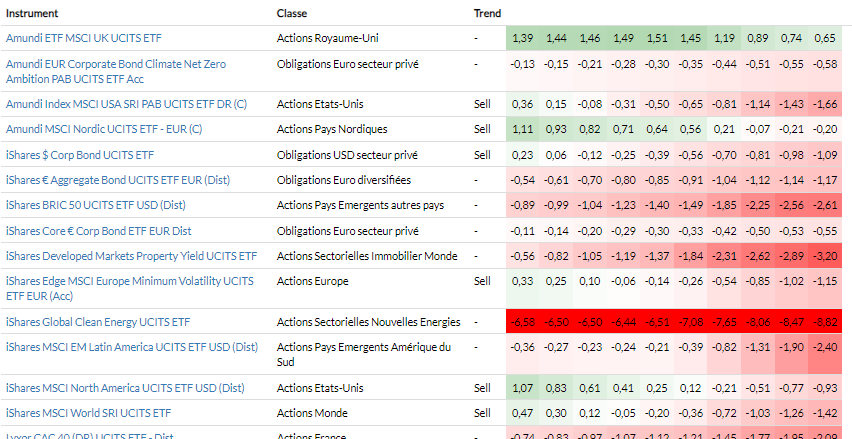 Instrument Classe Trend
Amundi ETF MSCI UK UCITS ETF Actions Royaume-Uni - 1,39 1,44 1,46 1,49 1,51 1,45 1,19 0,89 0,74 0,65
Amundi EUR Corporate Bond Climate Net Zero Obligations Euro secteur privé - -0,13 -0,15 -0,21 -0,28 -0,30 -0,35 -0,44 -0,51 -0,55 -0,58
Ambition PAB UCITS ETF Acc
Amundi Index MSCI USA SRI PAB UCITS ETF DR (C) Actions Etats-Unis Sell 0,36 0,15 -0,08 -0,31 -0,50 -0,65 -0,81 -1,14 -1,43 -1,66
Amundi MSCI Nordic UCITS ETF - EUR (C) Actions Pays Nordiques Sell 1,11 0,93 0,82 0,71 0,64 0,56 0,21 -0,07 -0,21 -0,20
iShares $ Corp Bond UCITS ETF Obligations USD secteur privé Sell 0,23 0,06 -0,12 -0,25 -0,39 -0,56 -0,70 -0,81 -0,98 -1,09
iShares € Aggregate Bond UCITS ETF EUR (Dist) Obligations Euro diversifiées - -0,54 -0,61 -0,70 -0,80 -0,85 -0,91 -1,04 -1,12 -1,14 -1,17
iShares BRIC 50 UCITS ETF USD (Dist) Actions Pays Emergents autres pays - -0,89 -0,99 -1,04 -1,23 -1,40 -1,49 -1,85 -2,25 -2,56 -2,61
iShares Core € Corp Bond ETF EUR Dist Obligations Euro secteur privé - -0,11 -0,14 -0,20 -0,29 -0,30 -0,33 -0,42 -0,50 -0,53 -0,55
iShares Developed Markets Property Yield UCITS ETF Actions Sectorielles Immobilier Monde - -0,56 -0,82 -1,05 -1,19 -1,37 -1,84 -2,31 -2,62 -2,89 -3,20
iShares Edge MSCI Europe Minimum Volatility UCITS Actions Europe Sell 0,33 0,25 0,10 -0,06 -0,14 -0,26 -0,54 -0,85 -1,02 -1,15
ETF EUR (Acc)
iShares Global Clean Energy UCITS ETF Actions Sectorielles Nouvelles Energies - -6,58 -6,50 -6,50 -6,44 -6,51 -7,08 -7,65 -8,06 -8,47 -8,82
iShares MSCI EM Latin America UCITS ETF USD (Dist) Actions Pays Emergents Amérique du - -0,36 -0,27 -0,23 -0,24 -0,21 -0,39 -0,82 -1,31 -1,90 -2,40
Sud
iShares MSCI North America UCITS ETF USD (Dist) Actions Etats-Unis Sell 1,07 0,83 0,61 0,41 0,25 0,12 -0,21 -0,51 -0,77 -0,93
iShares MSCI World SRI UCITS ETF Actions Monde Sell 0,47 0,30 0,12 -0,05 -0,20 -0,36 -0,72 -1,03 -1,26 -1,42
Lyxor CAC 40 (DR) UCITS ETF - Dist Actions France -0,74 -0,83 -0,97 -1,07 -1,12 -1,21 -1,45 -1,77 -1,95 -2,09